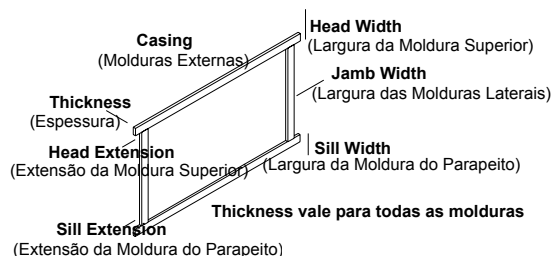 Head Width
(Largura da Moldura Superior)
Casing
(Molduras Externas)
Jamb Width
(Largura das Molduras Laterais)
Thickness
(Espessura)
Head Extension
(Extensão da Moldura Superior)
Sill Width
(Largura da Moldura do Parapeito)
Thickness vale para todas as molduras
Sill Extension
(Extensão da Moldura do Parapeito)